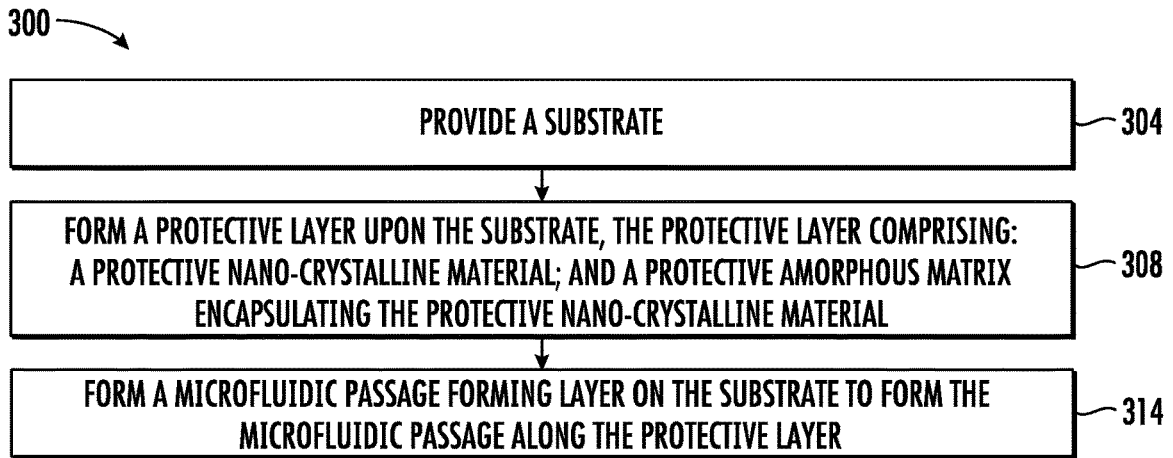 300
PROVIDE A SUBSTRATE
304
FORM A PROTECTIVE LAYER UPON THE SUBSTRATE, THE PROTECTIVE LAYER COMPRISING:
A PROTECTIVE NANO-CRYSTALLINE MATERIAL; AND A PROTECTIVE AMORPHOUS MATRIX
ENCAPSULATING THE PROTECTIVE NANO-CRYSTALLINE MATERIAL
308
FORM A MICROFLUIDIC PASSAGE FORMING LAYER ON THE SUBSTRATE TO FORM THE
MICROFLUIDIC PASSAGE ALONG THE PROTECTIVE LAYER
314